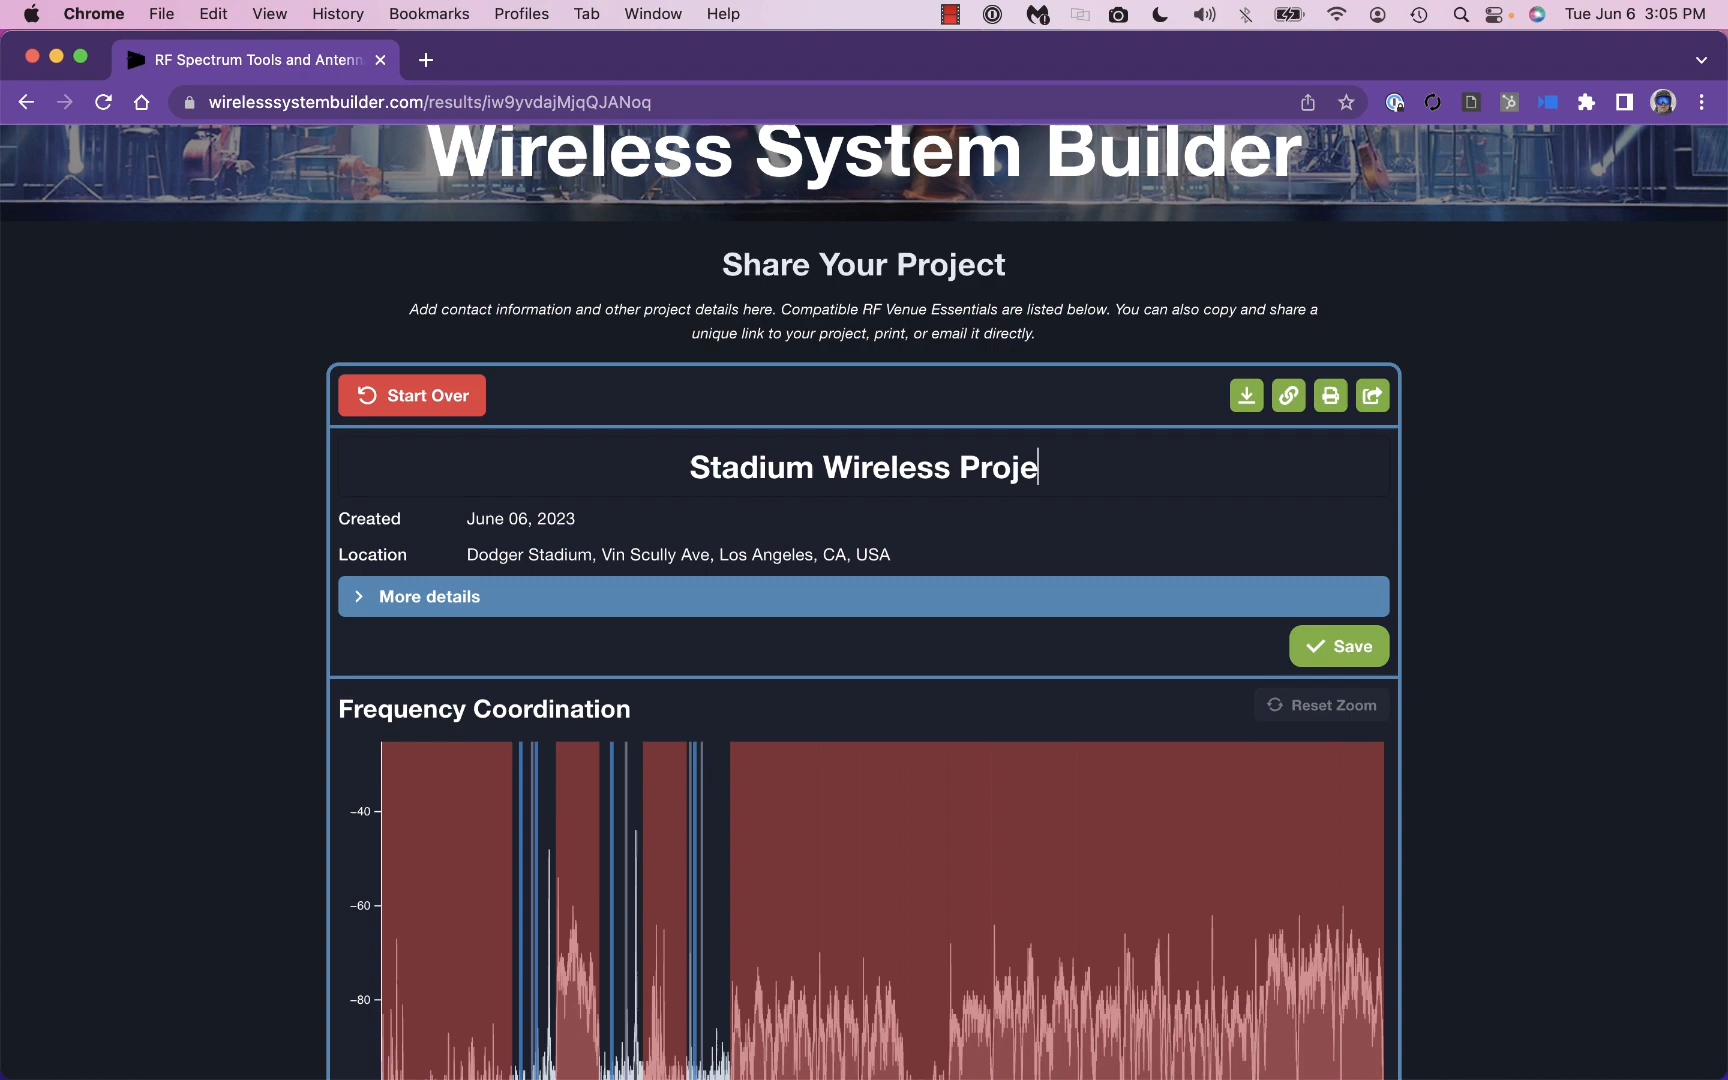 Chrome File Edit View History Bookmarks Profiles Tab Window Help Tue Jun 6 3:05 PM
RF Spectrum Tools and Antenn
wirelesssystembuilder.com/results/iw9yvdajMjqQJANoq
Wireless System Builder
Share Your Project
Add contact information and other project details here. Compatible RF Venue Essentials are listed below. You can also copy and share a
unique link to your project, print, or email it directly.
Start Over
Stadium Wireless Proje
Created June 06, 2023
Location Dodger Stadium, Vin Scully Ave, Los Angeles, CA, USA
More details
Save
Frequency Coordination
Reset Zoom
−40
−60
−80